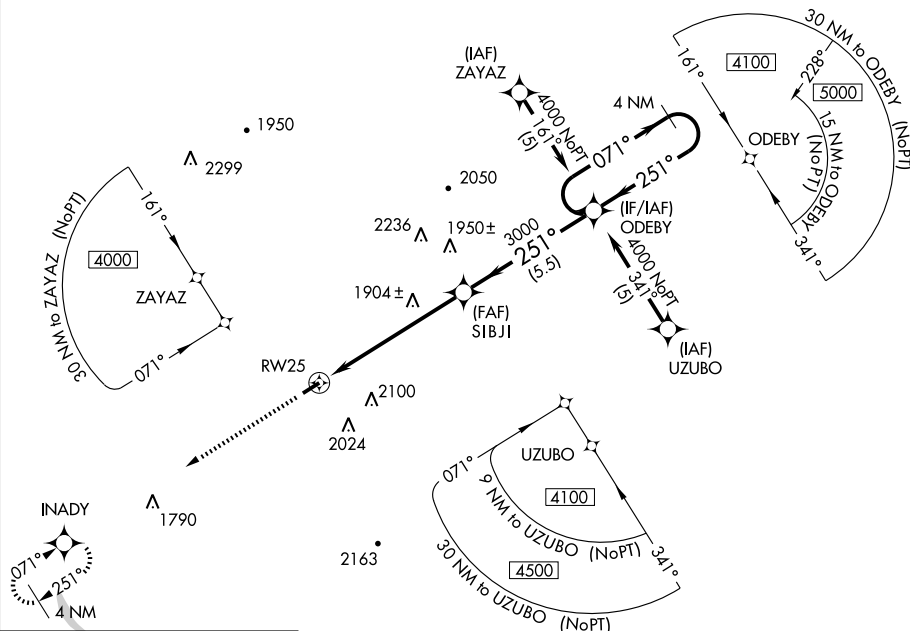 (IAF)
ZAYAZ
4000 NoPT
161°
(5)
4 NM
071°
251°
(IF/IAF)
ODEBY
30 NM to ODEBY (NoPT)
161°
4100
228°
5000
ODEBY
15 NM to ODEBY
(NoPT)
341°
1950
2299
2050
2236
1950±
3000
251°
(5.5)
4000 NoPT
341°
(5)
(IAF)
UZUBO
161°
4000
ZAYAZ
30 NM to ZAYAZ (NoPT)
071°
1904±
(FAF)
SIBJI
RW25
2100
2024
1790
2163
INADY
071°
251°
4 NM
071°
UZUBO
4100
9 NM to UZUBO (NoPT)
341°
4500
30 NM to UZUBO (NoPT)